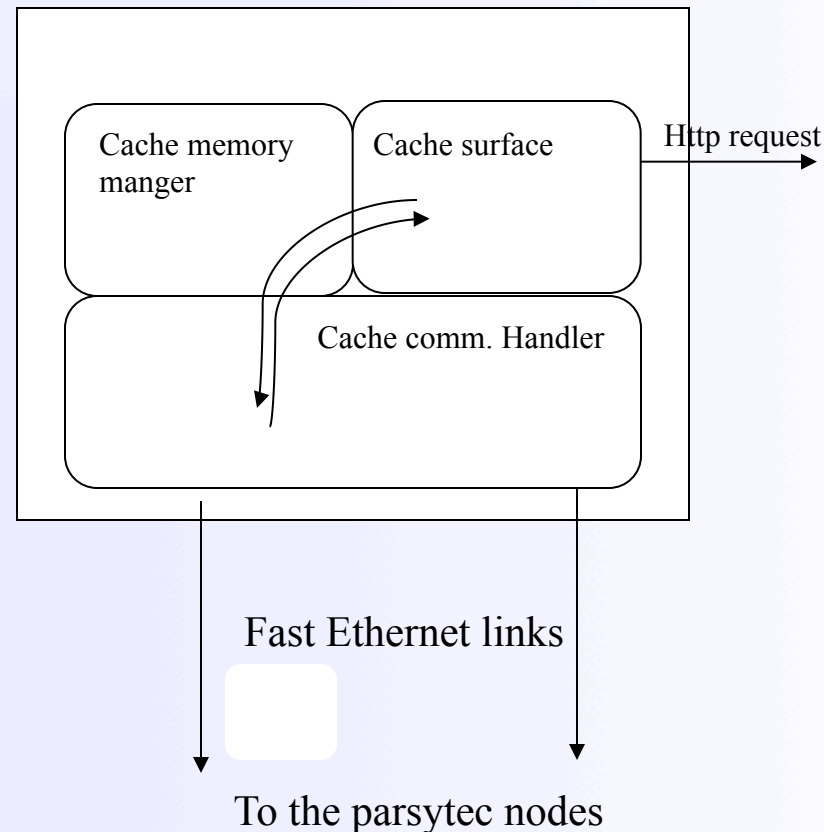 Cache memory
manger
Cache surface
Http request
Cache comm. Handler
Fast Ethernet links
To the parsytec nodes